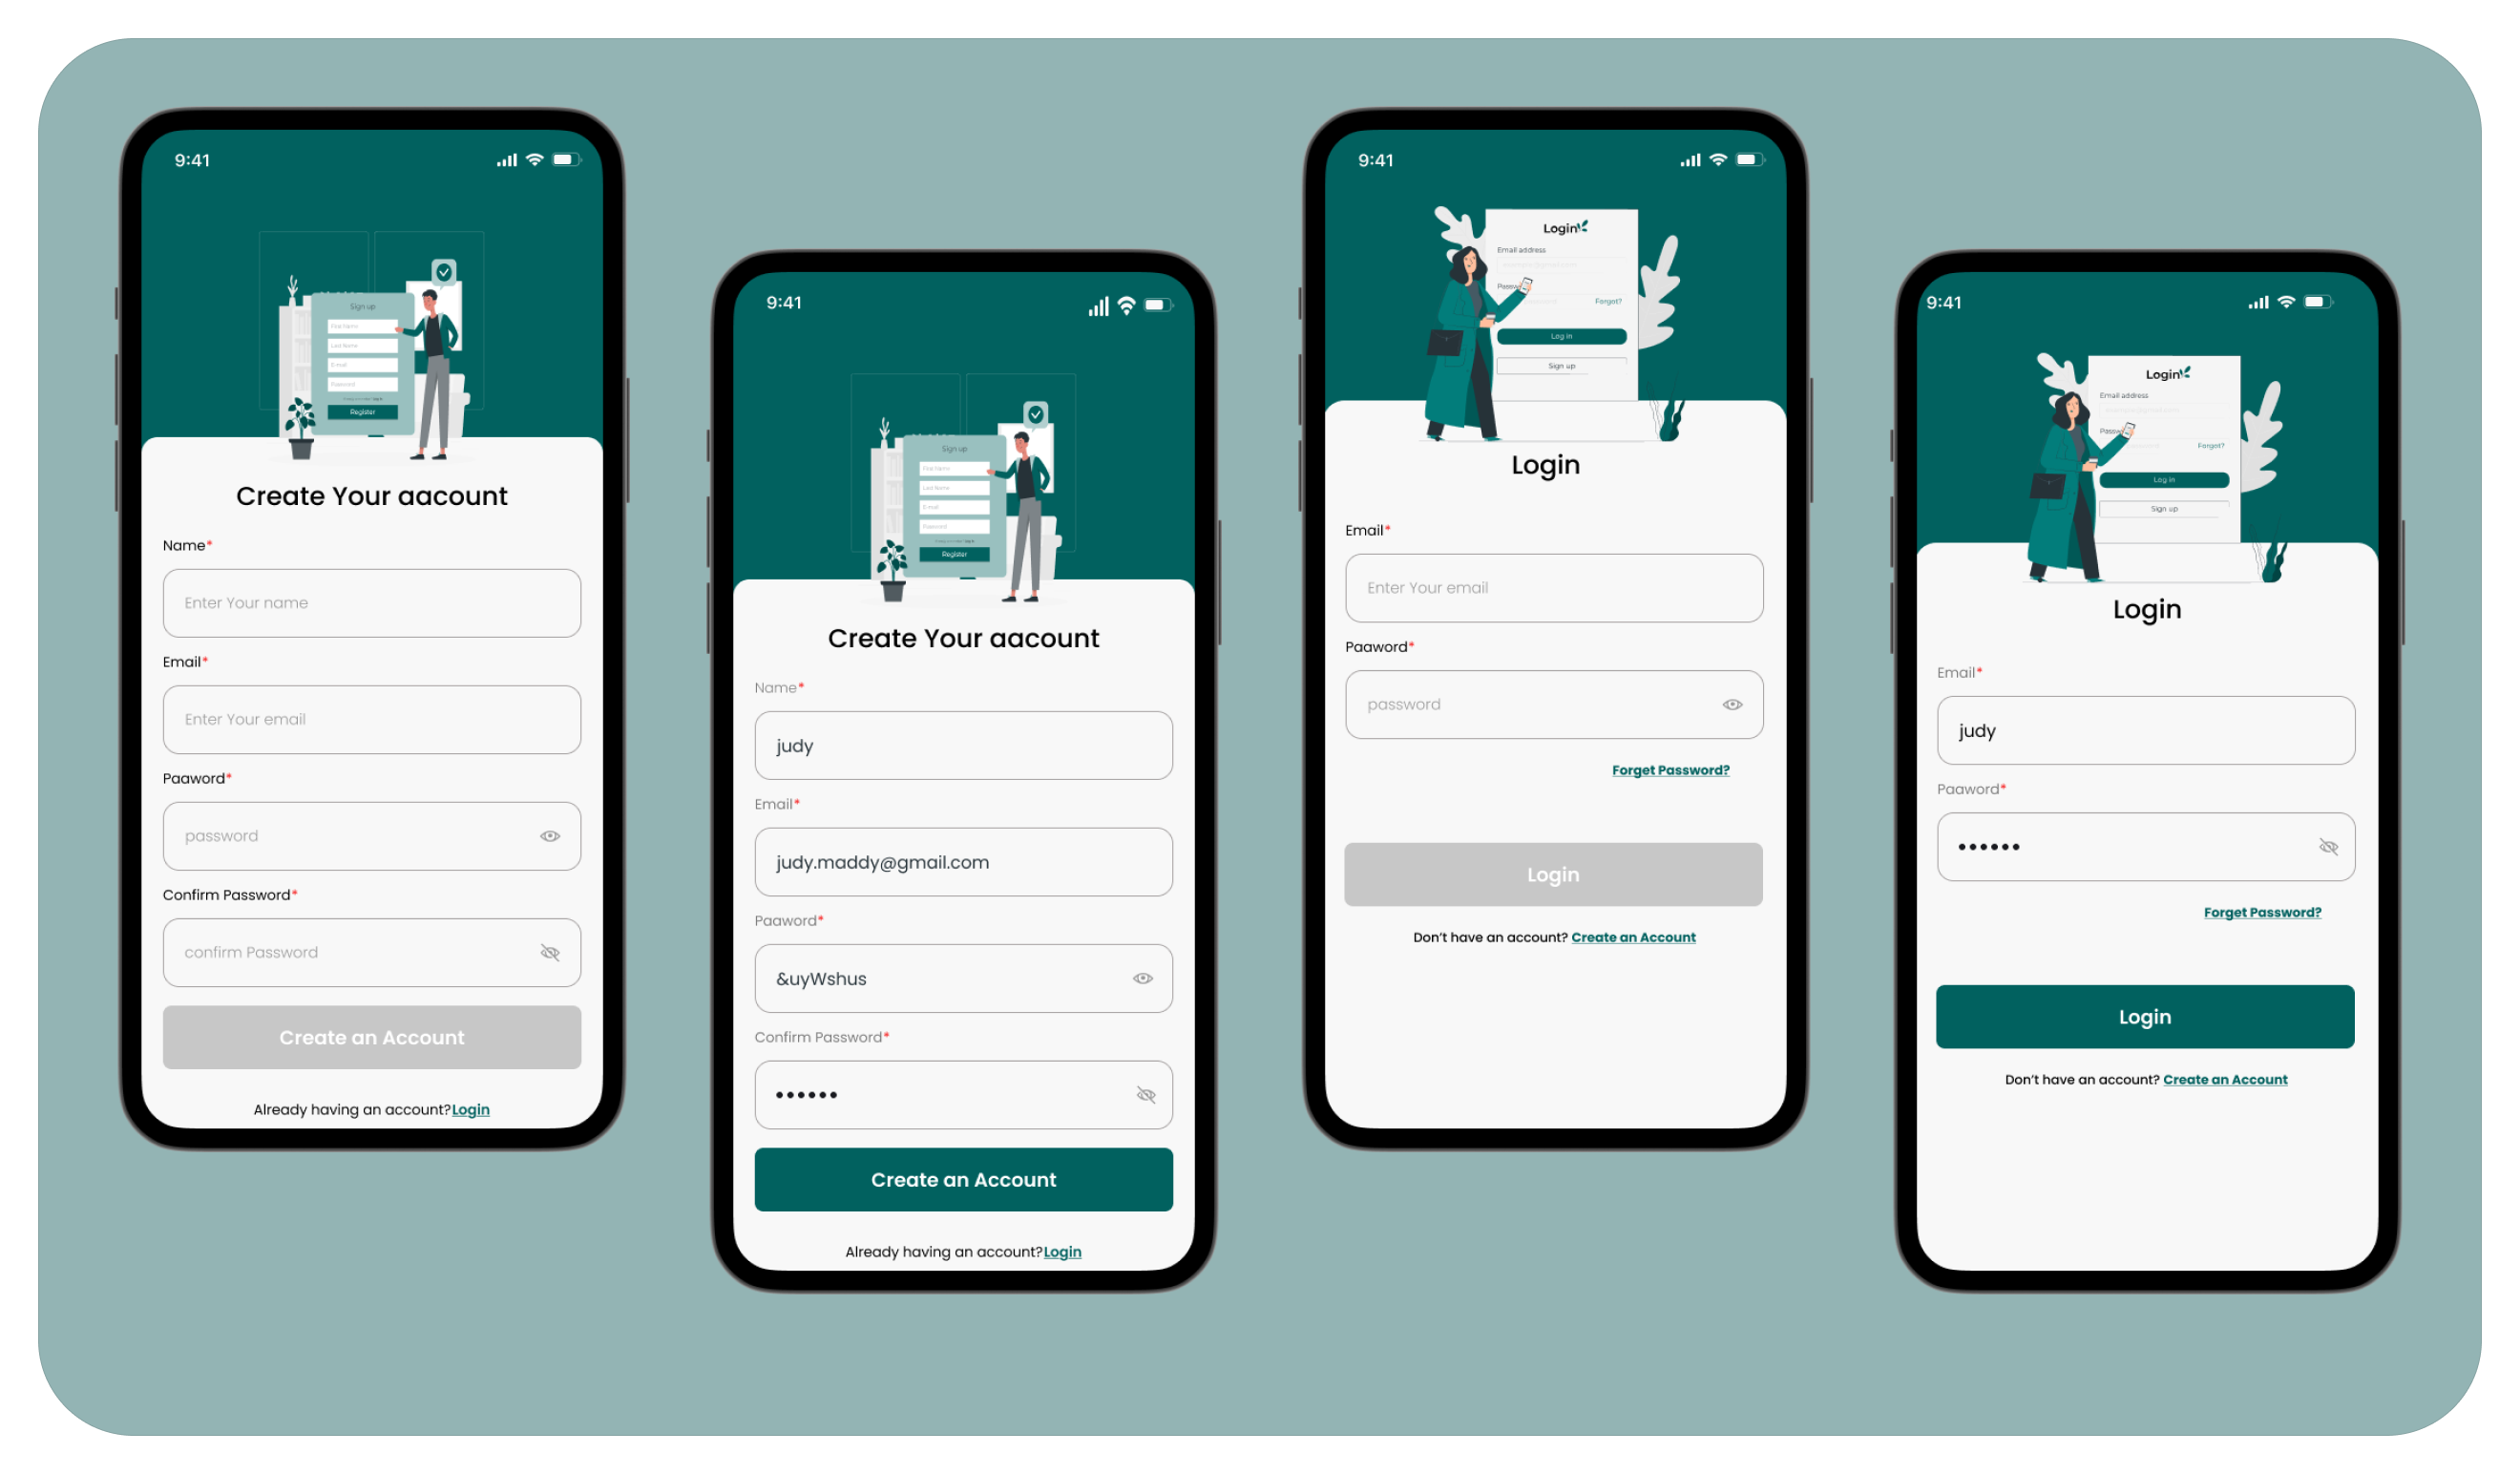 9:41
Sign up
First Name
Last Name
E-mail
Password
Register
Create Your aacount
Name*
Enter Your name
Email*
Enter Your email
Paaword*
password
Confirm Password*
confirm Password
Create an Account
Already having an account?Login
9:41
Sign up
First Name
Last Name
E-mail
Password
Register
Create Your aacount
Name*
judy
Email*
judy.maddy@gmail.com
Paaword*
&uyWshus
Confirm Password*
••••••
Create an Account
Already having an account?Login
9:41
Login
Email address
Forgot?
Log in
Sign up
Login
Email*
Enter Your email
Paaword*
password
Forget Password?
Login
Don't have an account? Create an Account
9:41
Login
Email address
Forgot?
Log in
Sign up
Login
Email*
judy
Paaword*
••••••
Forget Password?
Login
Don't have an account? Create an Account